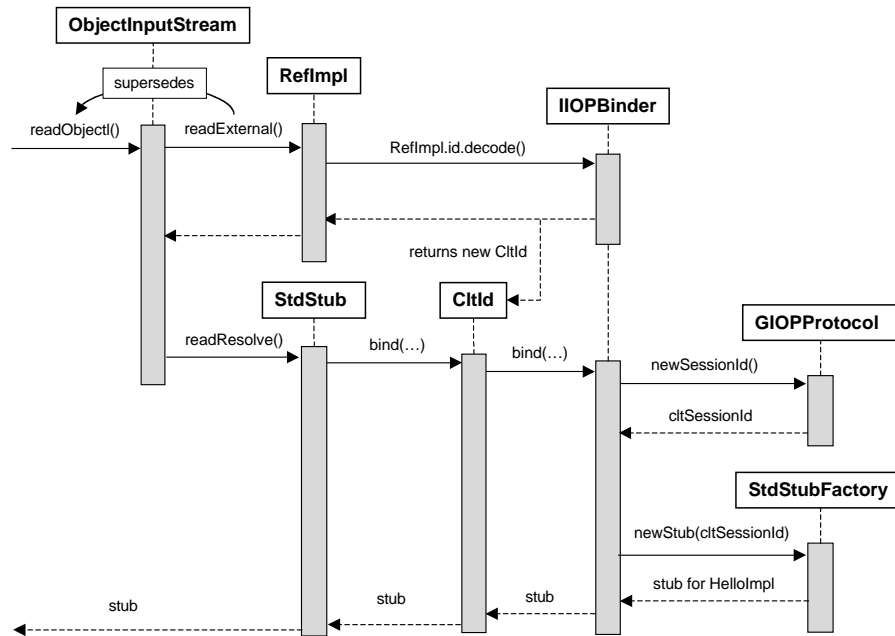 ObjectInputStream
supersedes
RefImpl
IIOPBinder
readObjectl()
readExternal()
RefImpl.id.decode()
returns new CltId
StdStub
CltId
GIOPProtocol
readResolve()
bind(…)
bind(…)
newSessionId()
cltSessionId
StdStubFactory
newStub(cltSessionId)
stub for HelloImpl
stub
stub
stub